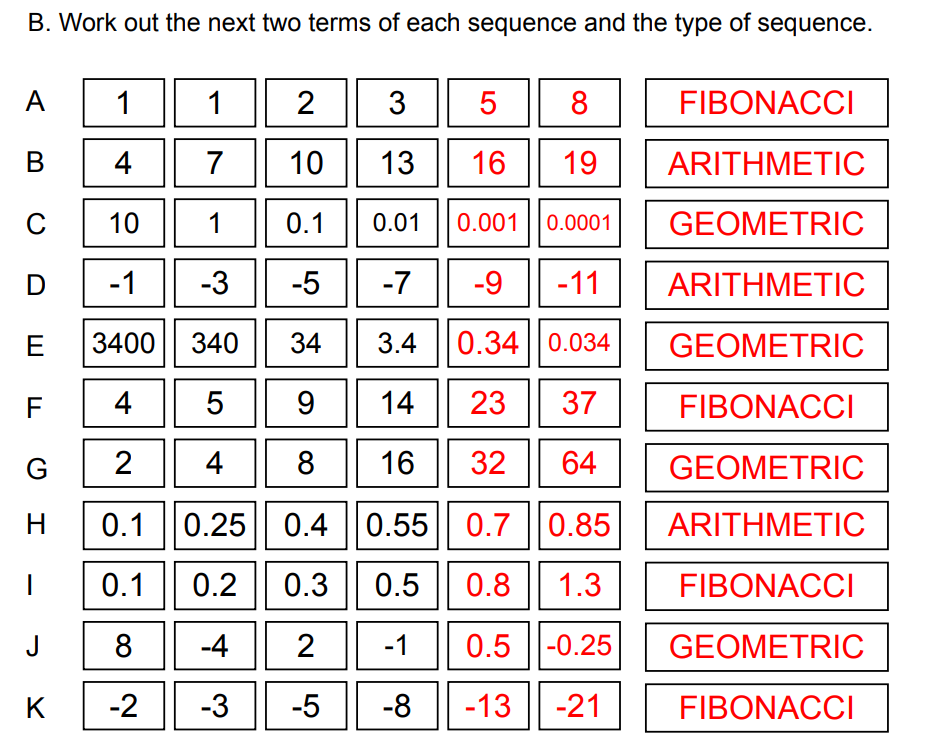 B. Work out the next two terms of each sequence and the type of sequence.
A 1 1 2 3 5 8 FIBONACCI
B 4 7 10 13 16 19 ARITHMETIC
C 10 1 0.1 0.01 0.001 0.0001 GEOMETRIC
D -1 -3 -5 -7 -9 -11 ARITHMETIC
E 3400 340 34 3.4 0.34 0.034 GEOMETRIC
F 4 5 9 14 23 37 FIBONACCI
G 2 4 8 16 32 64 GEOMETRIC
H 0.1 0.25 0.4 0.55 0.7 0.85 ARITHMETIC
I 0.1 0.2 0.3 0.5 0.8 1.3 FIBONACCI
J 8 -4 2 -1 0.5 -0.25 GEOMETRIC
K -2 -3 -5 -8 -13 -21 FIBONACCI